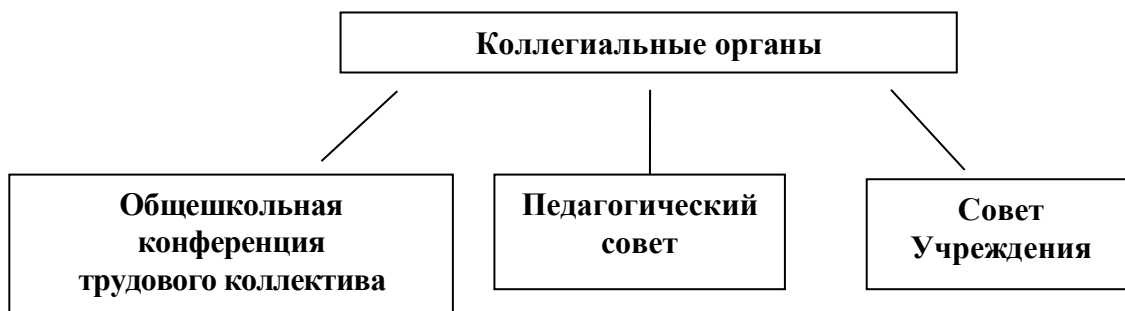 Коллегиальные органы
Общешкольная
конференция
трудового коллектива
Педагогический
совет
Совет
Учреждения